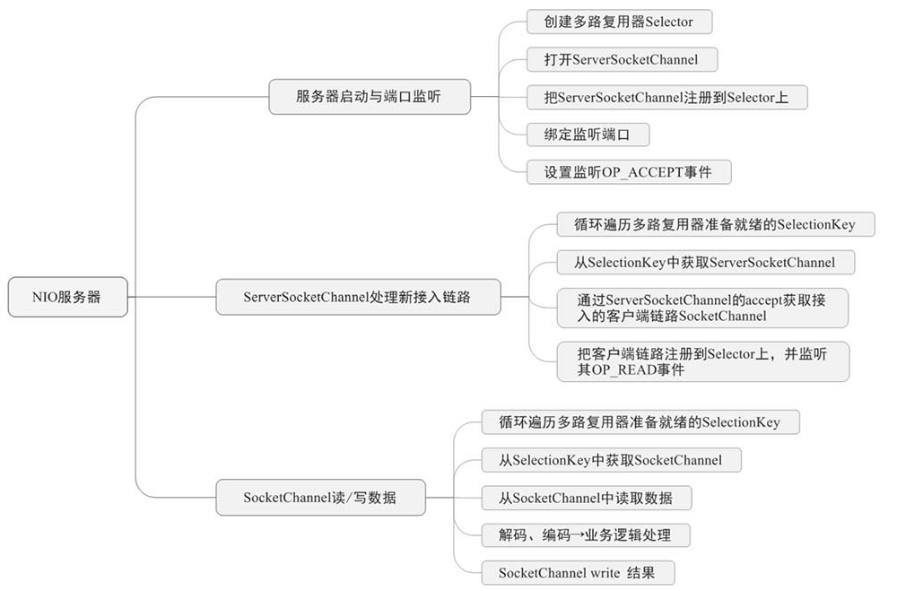 NIO服务器
服务器启动与端口监听
创建多路复用器Selector
打开ServerSocketChannel
把ServerSocketChannel注册到Selector上
绑定监听端口
设置监听OP_ACCEPT事件
ServerSocketChannel处理新接入链路
循环遍历多路复用器准备就绪的SelectionKey
从SelectionKey中获取ServerSocketChannel
通过ServerSocketChannel的accept获取接
入的客户端链路SocketChannel
把客户端链路注册到Selector上，并监听
其OP_READ事件
SocketChannel读/写数据
循环遍历多路复用器准备就绪的SelectionKey
从SelectionKey中获取SocketChannel
从SocketChannel中读取数据
解码、编码→业务逻辑处理
SocketChannel write 结果